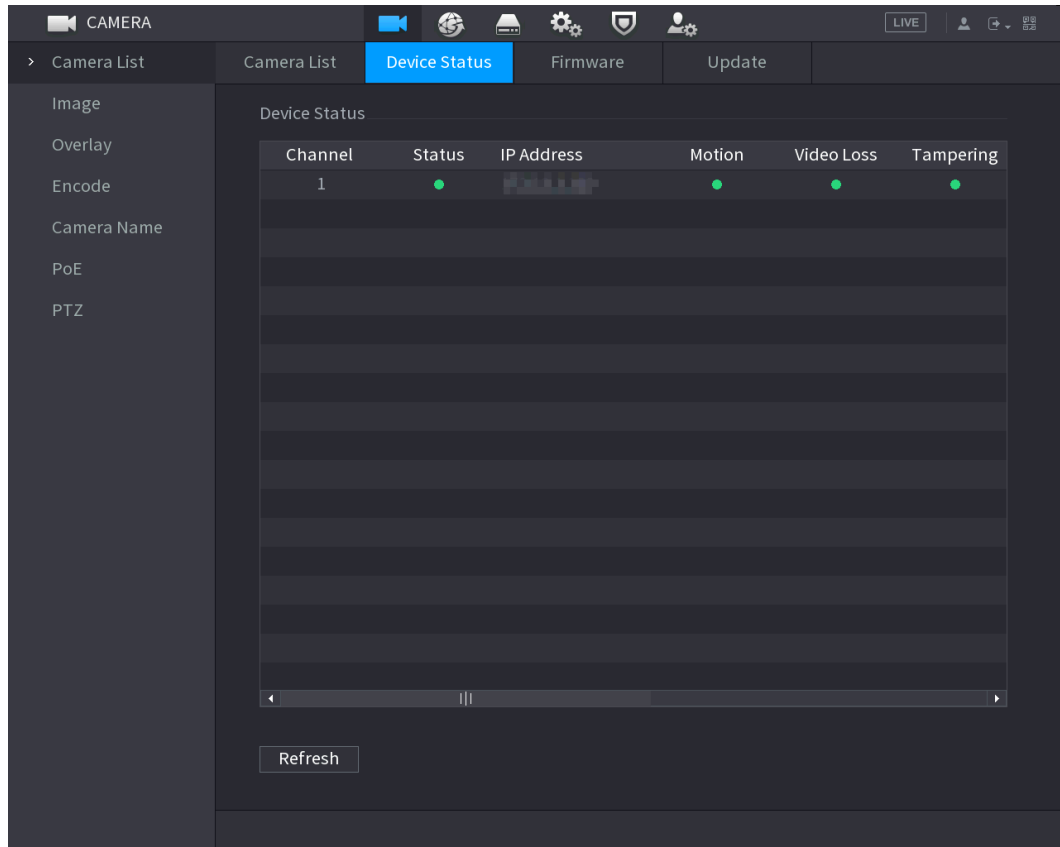 CAMERA LIVE
Camera List Camera List Device Status Firmware Update
Image
Device Status
Overlay
Channel Status IP Address Motion Video Loss Tampering
1
Encode
Camera Name
PoE
PTZ
Refresh